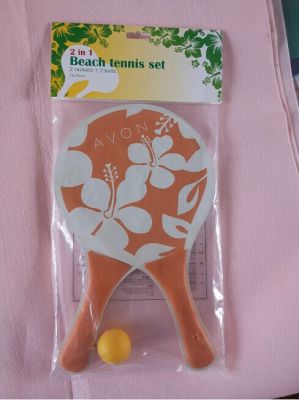 2 in 1
Beach tennis set
2 rackets + 2 balls
AVON